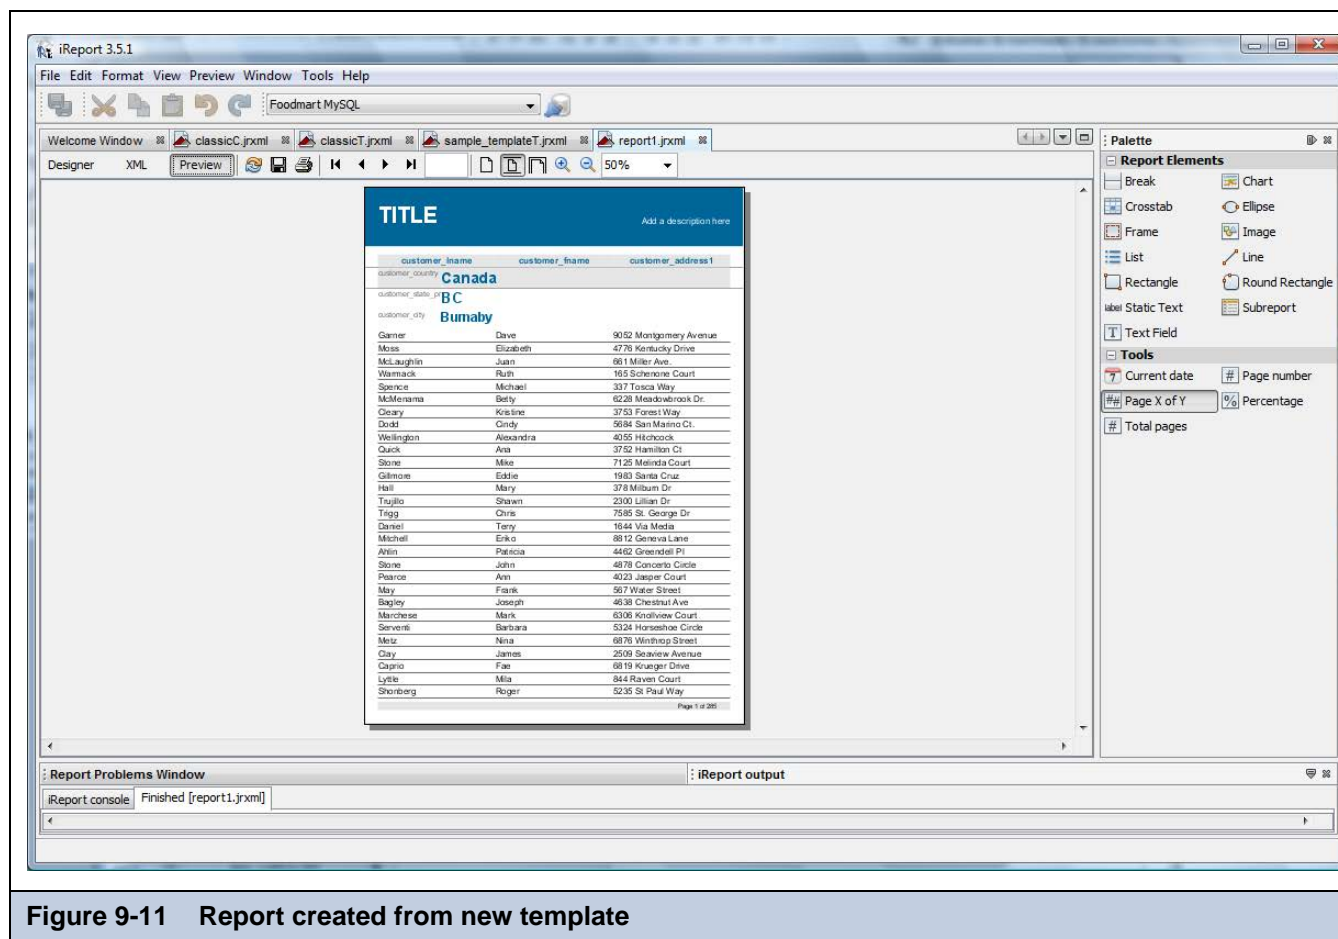 iReport 3.5.1
File Edit Format View Preview Window Tools Help
Foodmart MySQL
Welcome Window classicC.jrxml classicT.jrxml sample_templateT.jrxml report1.jrxml
Designer XML Preview 50%
TITLE
Add a description here
customer_lname customer_fname customer_address1
customer_country Canada
customer_state_pr BC
customer_city Burnaby
Garner Dave 9052 Montgomery Avenue
Moss Elizabeth 4776 Kentucky Drive
McLaughlin Juan 661 Miller Ave.
Warmack Ruth 165 Schenone Court
Spence Michael 337 Tosca Way
McMenama Betty 6228 Meadowbrook Dr.
Cleary Kristine 3753 Forest Way
Dodd Cindy 5684 San Marino Ct.
Wellington Alexandra 4055 Hitchcock
Quick Ana 3752 Hamilton Ct
Stone Mike 7125 Melinda Court
Gillmore Eddie 1983 Santa Cruz
Hall Mary 378 Milburn Dr
Trujillo Shawn 2300 Lillian Dr
Trigg Chris 7585 St. George Dr
Daniel Terry 1644 Via Media
Mitchell Eriko 8812 Geneva Lane
Ahlin Patricia 4462 Greendell Pl
Stone John 4878 Concerto Circle
Pearce Ann 4023 Jasper Court
May Frank 567 Water Street
Bagley Joseph 4638 Chestnut Ave
Marchese Mark 6306 Knollview Court
Serventi Barbara 5324 Horseshoe Circle
Metz Nina 6876 Winthrop Street
Clay James 2509 Seaview Avenue
Caprio Fae 6819 Krueger Drive
Lyttle Mila 844 Raven Court
Shonberg Roger 5235 St Paul Way
Page 1 of 285
Palette
Report Elements
Break Chart
Crosstab Ellipse
Frame Image
List Line
Rectangle Round Rectangle
label Static Text Subreport
T Text Field
Tools
7 Current date # Page number
## Page X of Y % Percentage
# Total pages
Report Problems Window iReport output
iReport console Finished [report1.jrxml]
Figure 9-11 Report created from new template